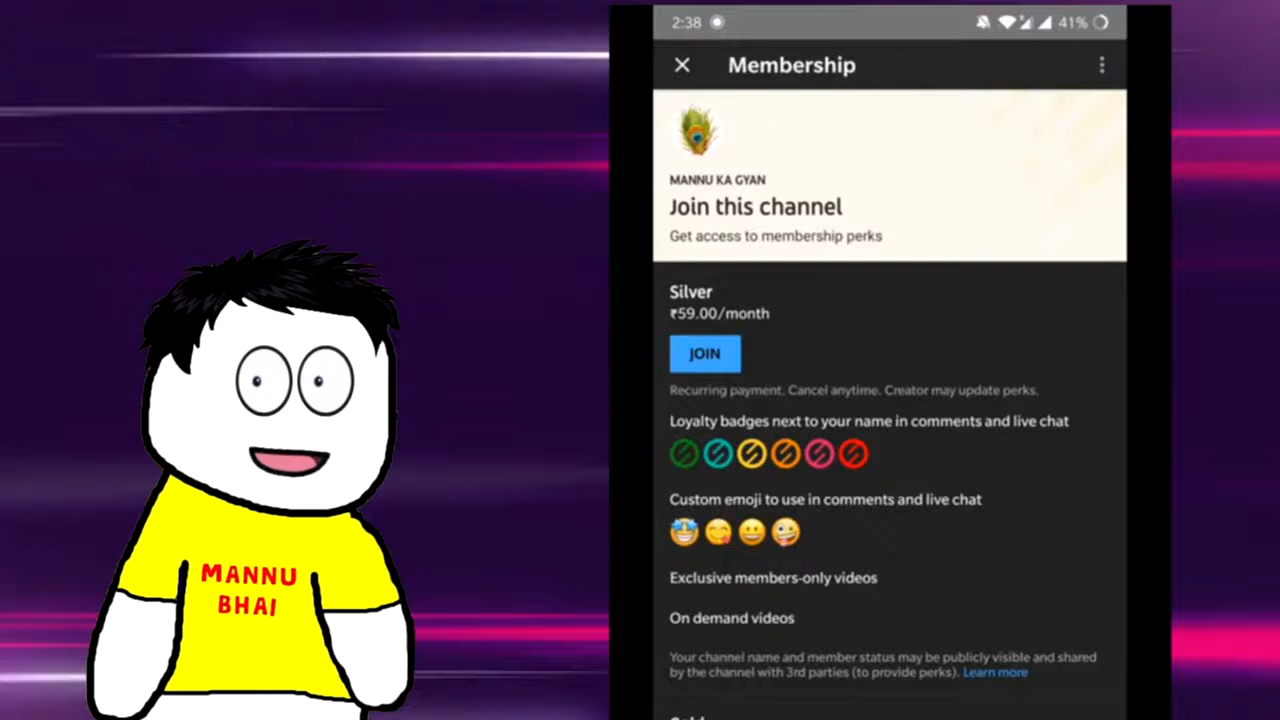 MANNU
BHAI
2:38
41%
Membership
MANNU KA GYAN
Join this channel
Get access to membership perks
Silver
₹59.00/month
JOIN
Recurring payment. Cancel anytime. Creator may update perks.
Loyalty badges next to your name in comments and live chat
Custom emoji to use in comments and live chat
Exclusive members-only videos
On demand videos
Your channel name and member status may be publicly visible and shared
by the channel with 3rd parties (to provide perks). Learn more